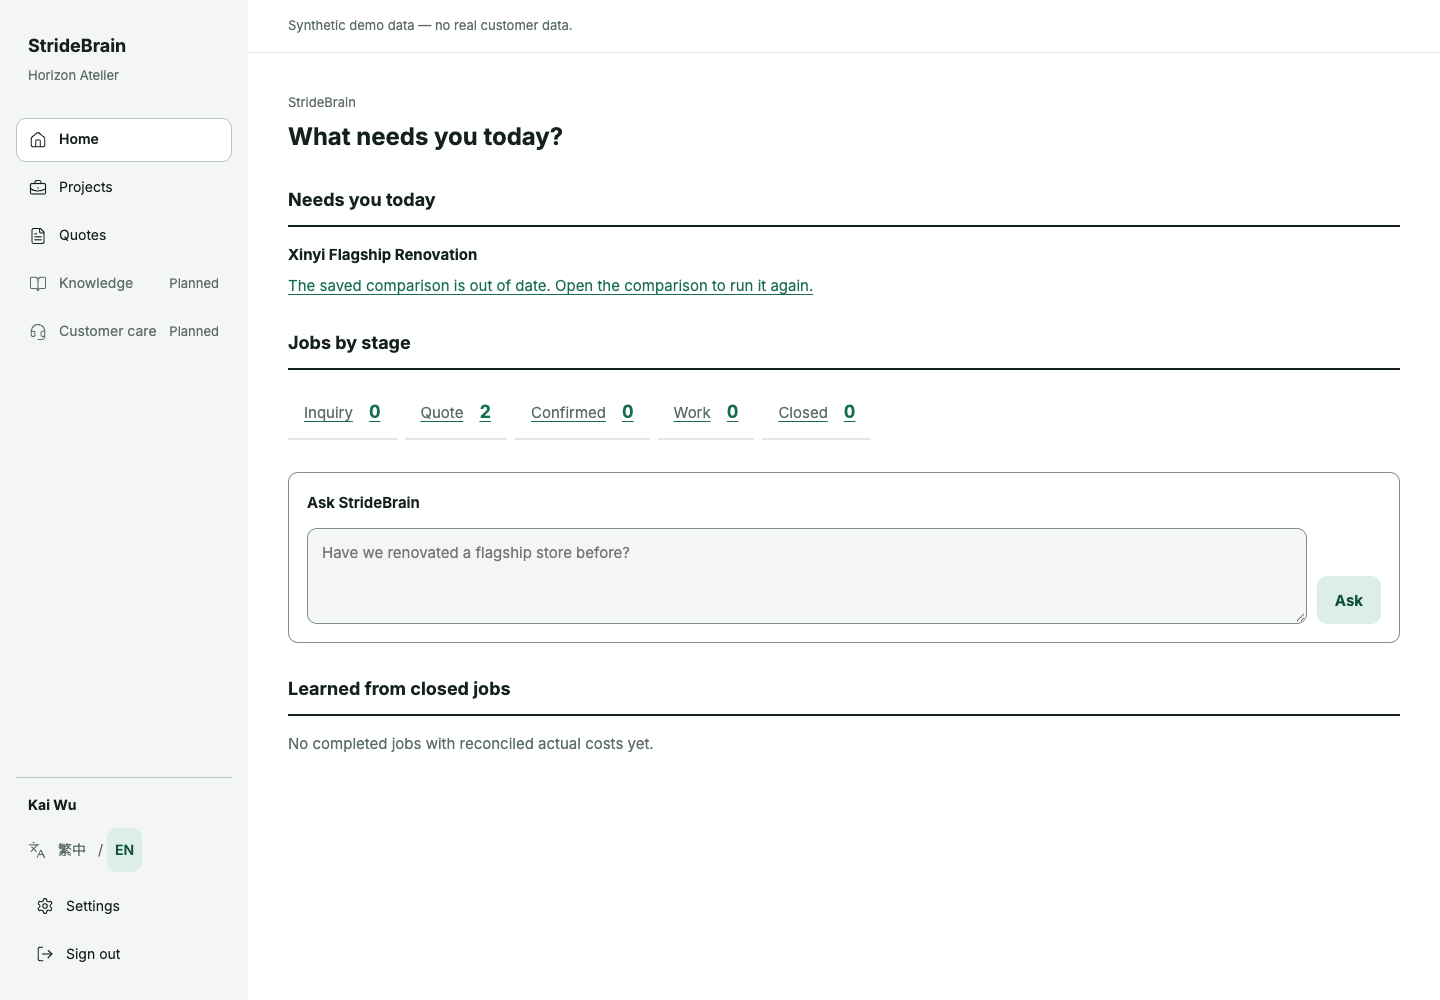 StrideBrain
Horizon Atelier
Home
Projects
Quotes
Knowledge Planned
Customer care Planned
Kai Wu
繁中 / EN
Settings
Sign out
Synthetic demo data — no real customer data.
StrideBrain
What needs you today?
Needs you today
Xinyi Flagship Renovation
The saved comparison is out of date. Open the comparison to run it again.
Jobs by stage
Inquiry 0 Quote 2 Confirmed 0 Work 0 Closed 0
Ask StrideBrain
Have we renovated a flagship store before?
Ask
Learned from closed jobs
No completed jobs with reconciled actual costs yet.